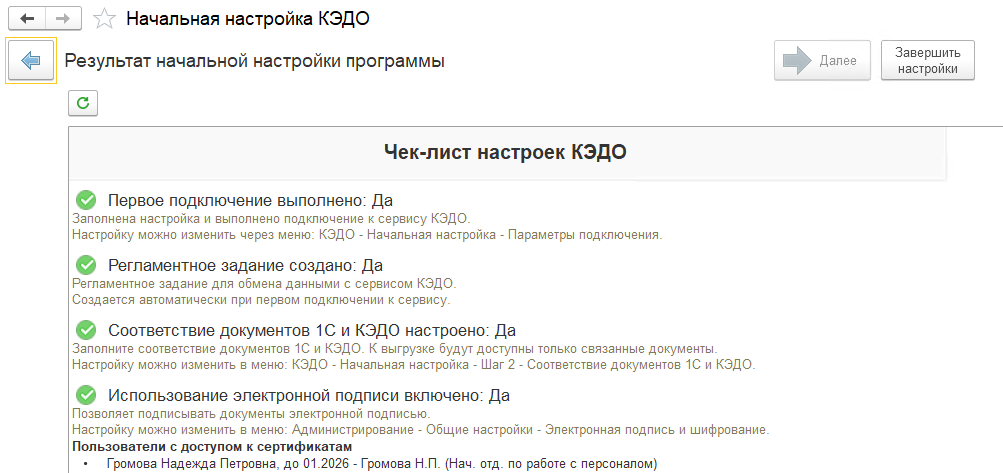 Начальная настройка КЭДО
Результат начальной настройки программы
Далее
Завершить
настройки
Чек-лист настроек КЭДО
Первое подключение выполнено: Да
Заполнена настройка и выполнено подключение к сервису КЭДО.
Настройку можно изменить через меню: КЭДО - Начальная настройка - Параметры подключения.
Регламентное задание создано: Да
Регламентное задание для обмена данными с сервисом КЭДО.
Создается автоматически при первом подключении к сервису.
Соответствие документов 1С и КЭДО настроено: Да
Заполните соответствие документов 1С и КЭДО. К выгрузке будут доступны только связанные документы.
Настройку можно изменить в меню: КЭДО - Начальная настройка - Шаг 2 - Соответствие документов 1С и КЭДО.
Использование электронной подписи включено: Да
Позволяет подписывать документы электронной подписью.
Настройку можно изменить в меню: Администрирование - Общие настройки - Электронная подпись и шифрование.
Пользователи с доступом к сертификатам
• Громова Надежда Петровна, до 01.2026 - Громова Н.П. (Нач. отд. по работе с персоналом)